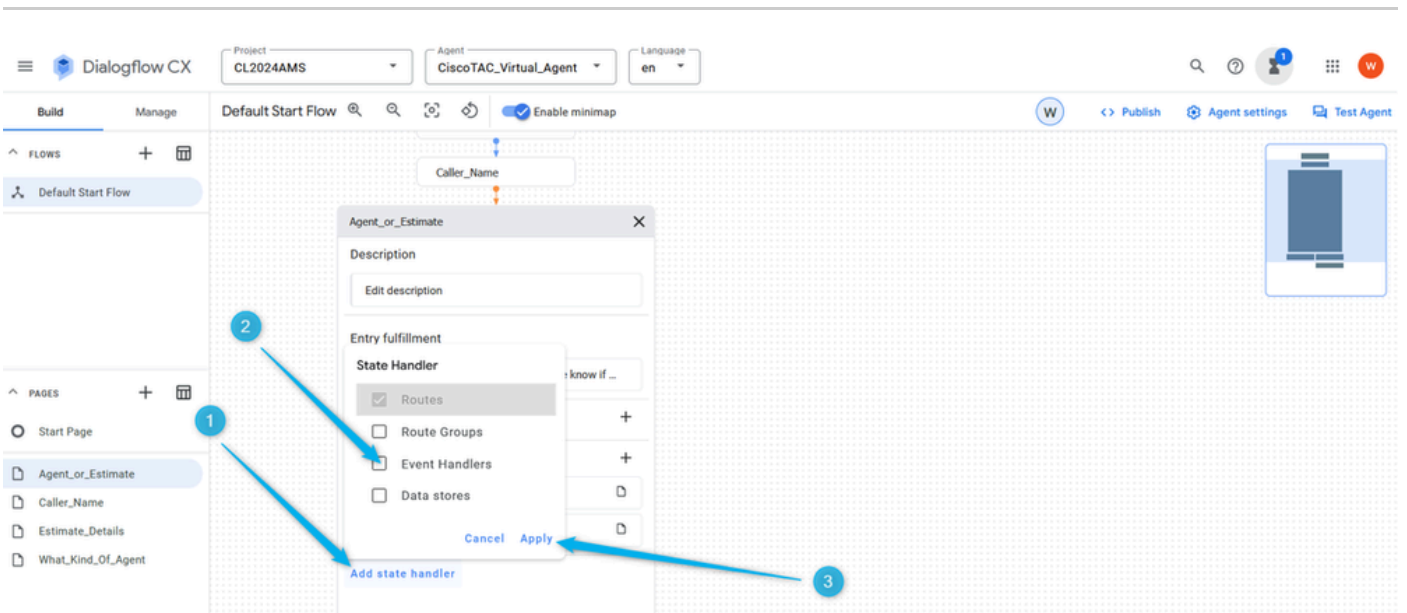 Dialogflow CX
Project
CL2024AMS
Agent
CiscoTAC_Virtual_Agent
Language
en
1
W
Build
Manage
Default Start Flow
Enable minimap
W
<> Publish
Agent settings
Test Agent
FLOWS
Default Start Flow
Caller_Name
Agent_or_Estimate
Description
Edit description
2
Entry fulfillment
State Handler
know if ...
Routes
Route Groups
Event Handlers
Data stores
Cancel Apply
Add state handler
1
3
PAGES
Start Page
Agent_or_Estimate
Caller_Name
Estimate_Details
What_Kind_Of_Agent